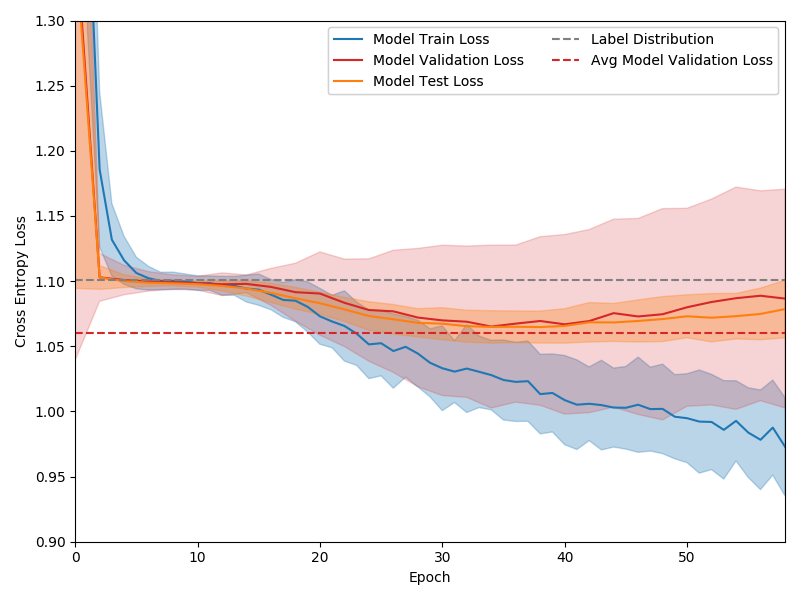 1.30
1.25
1.20
1.15
1.10
1.05
1.00
0.95
0.90
Cross Entropy Loss
Model Train Loss
Model Validation Loss
Model Test Loss
Label Distribution
Avg Model Validation Loss
0 10 20 30 40 50
Epoch